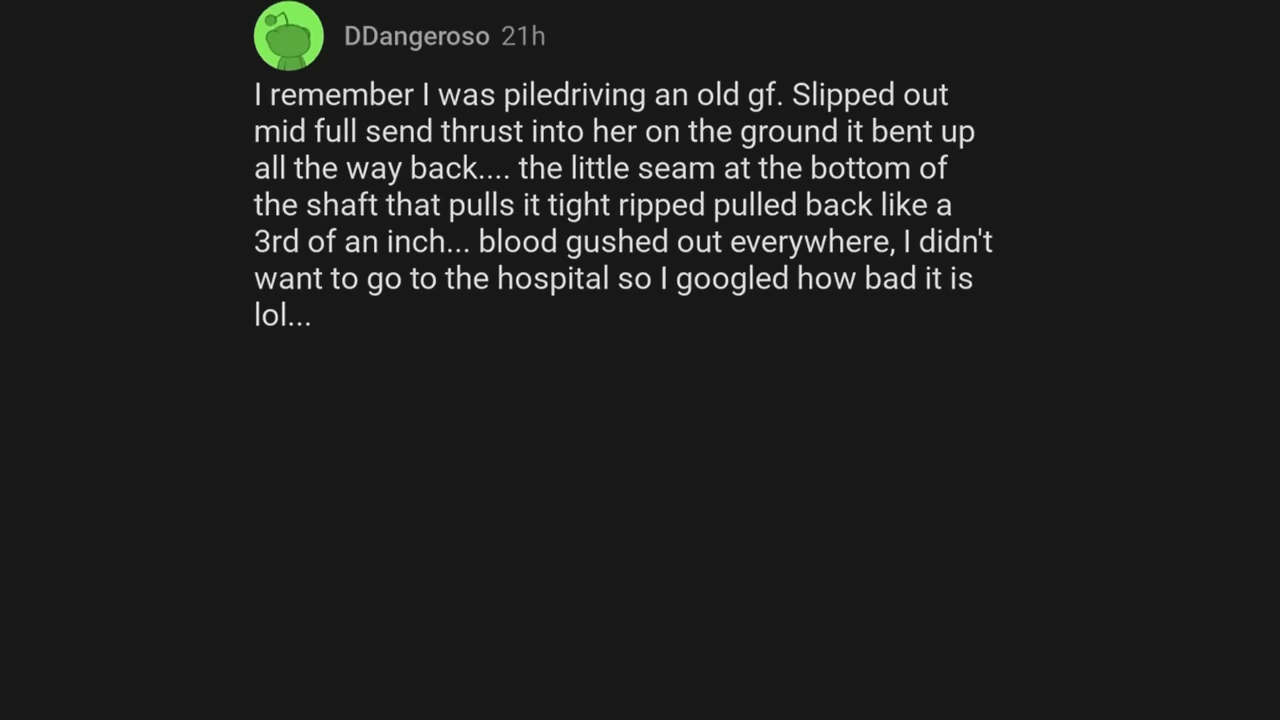 DDangeroso 21h
I remember I was piledriving an old gf. Slipped out
mid full send thrust into her on the ground it bent up
all the way back.... the little seam at the bottom of
the shaft that pulls it tight ripped pulled back like a
3rd of an inch... blood gushed out everywhere, I didn't
want to go to the hospital so I googled how bad it is
lol...